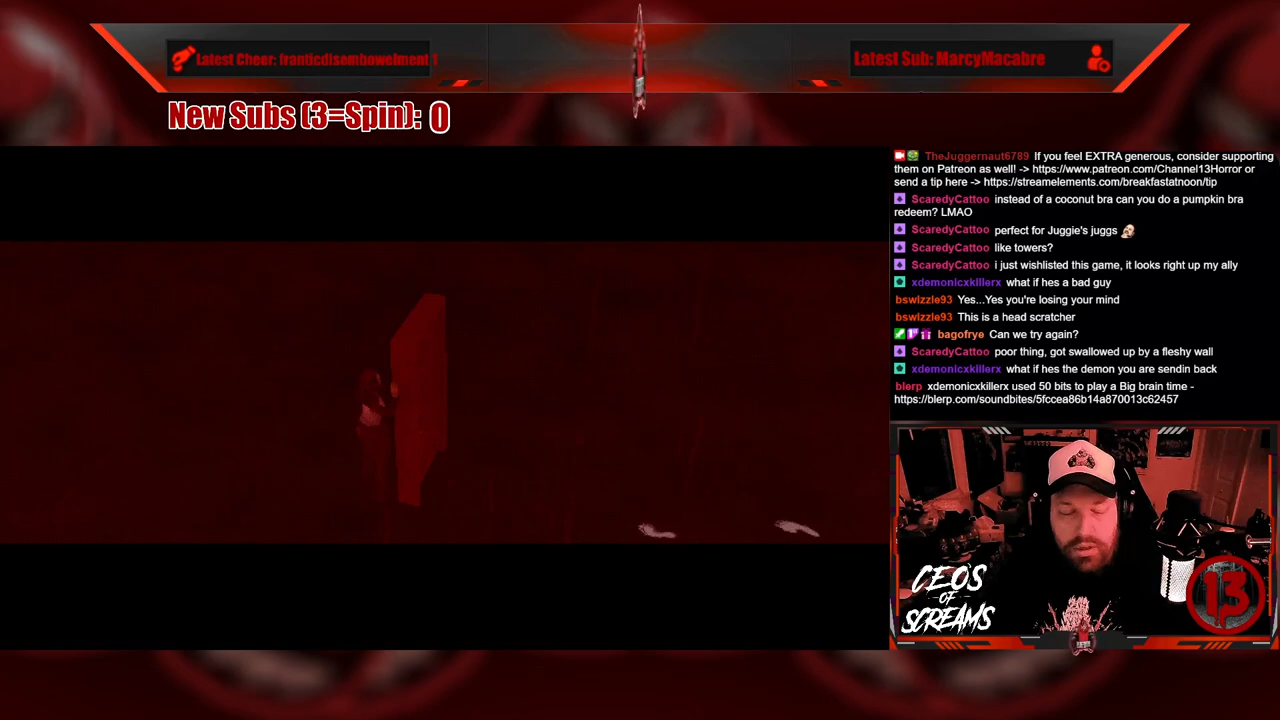 Latest Cheer: franticdisembowelment 1
Latest Sub: MarcyMacabre
New Subs (3=Spin): 0
TheJuggernaut6789 If you feel EXTRA generous, consider supporting
them on Patreon as well! -> https://www.patreon.com/Channel13Horror or
send a tip here -> https://streamelements.com/breakfastatnoon/tip
ScaredyCattoo instead of a coconut bra can you do a pumpkin bra
redeem? LMAO
ScaredyCattoo perfect for Juggie's juggs
ScaredyCattoo like towers?
ScaredyCattoo i just wishlisted this game, it looks right up my ally
xdemonicxkillerx what if hes a bad guy
bswizzle93 Yes...Yes you're losing your mind
bswizzle93 This is a head scratcher
bagofrye Can we try again?
ScaredyCattoo poor thing, got swallowed up by a fleshy wall
xdemonicxkillerx what if hes the demon you are sendin back
blerp xdemonicxkillerx used 50 bits to play a Big brain time -
https://blerp.com/soundbites/5fccea86b14a870013c62457
CEOS
OF
SCREAMS
13